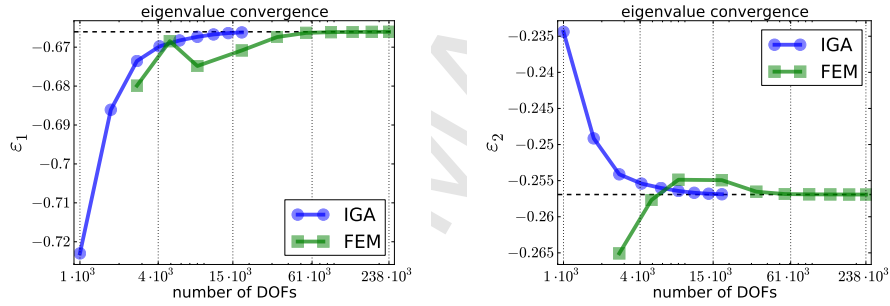 eigenvalue convergence
−0.67
−0.68
−0.69
−0.7
−0.71
−0.72
ε₁
IGA
FEM
1·10³ 4·10³ 15·10³ 61·10³ 238·10³
number of DOFs
eigenvalue convergence
−0.235
−0.24
−0.245
−0.25
−0.255
−0.26
−0.265
ε₂
IGA
FEM
1·10³ 4·10³ 15·10³ 61·10³ 238·10³
number of DOFs